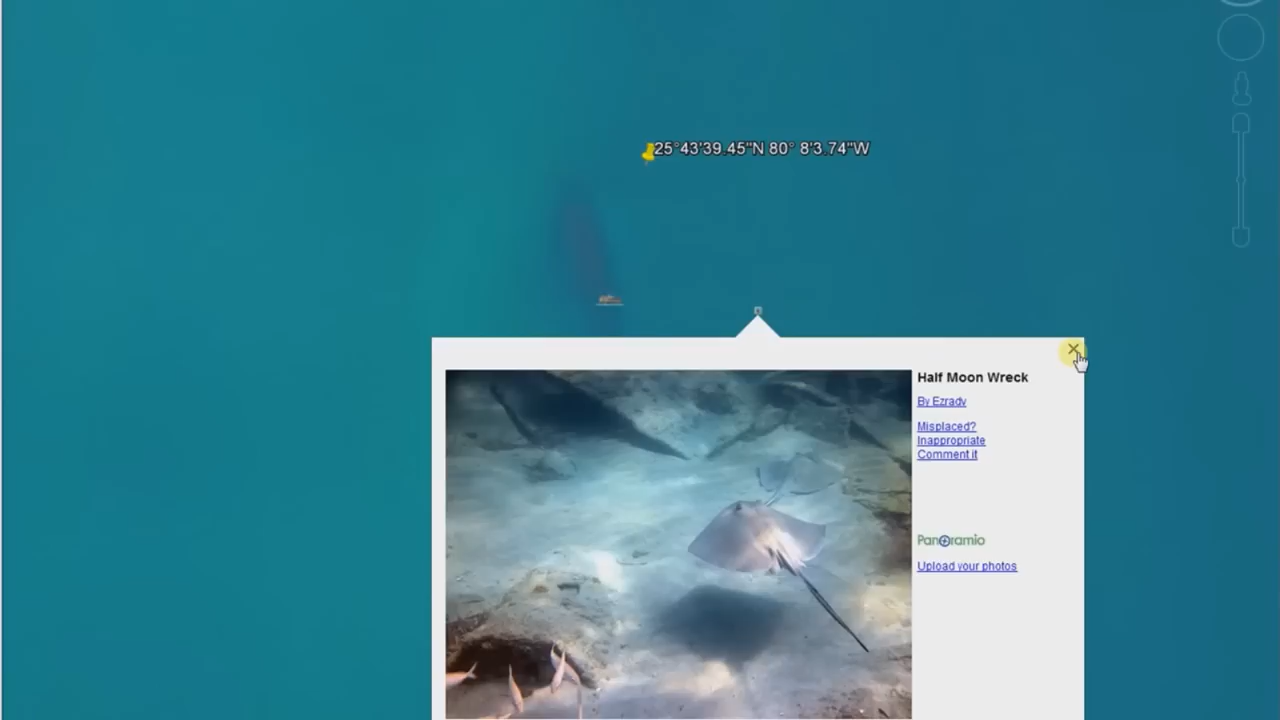 25°43'39.45"N 80° 8'3.74"W
Half Moon Wreck
By Ezrady
Misplaced?
Inappropriate
Comment it
Panoramio
Upload your photos